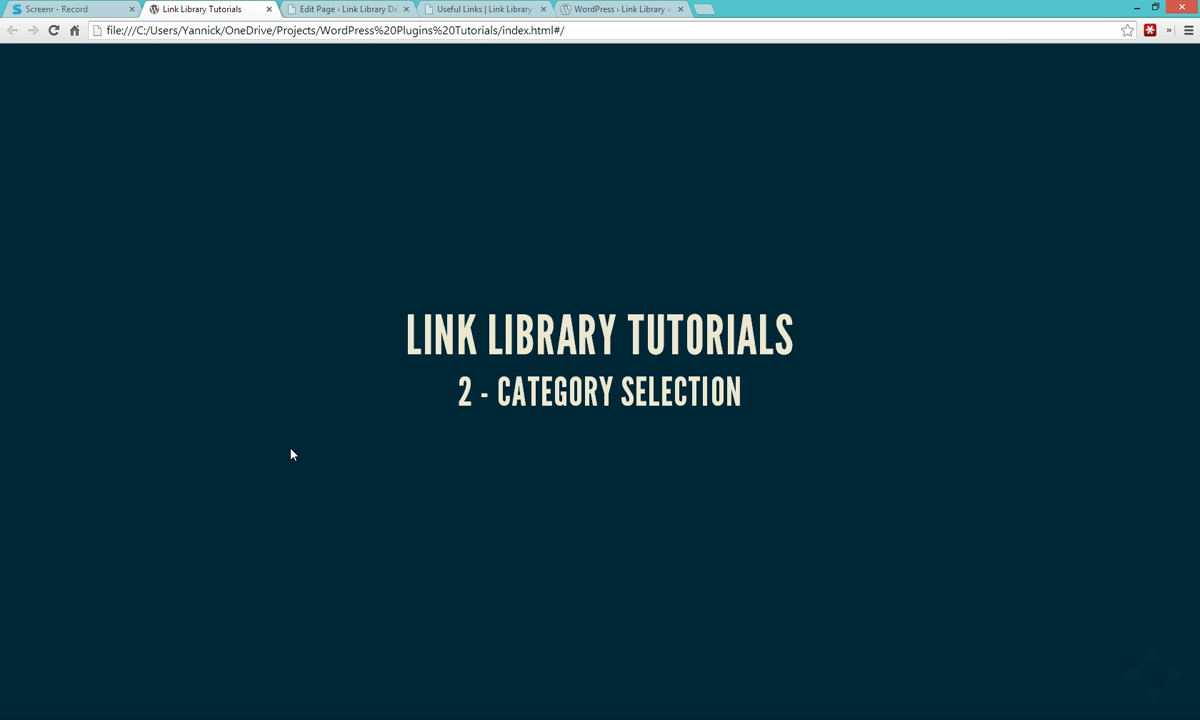 Screenr - Record
Link Library Tutorials
Edit Page ‹ Link Library De
Useful Links | Link Library
WordPress › Link Library «
file:///C:/Users/Yannick/OneDrive/Projects/WordPress%20Plugins%20Tutorials/index.html#/
LINK LIBRARY TUTORIALS
2 - CATEGORY SELECTION